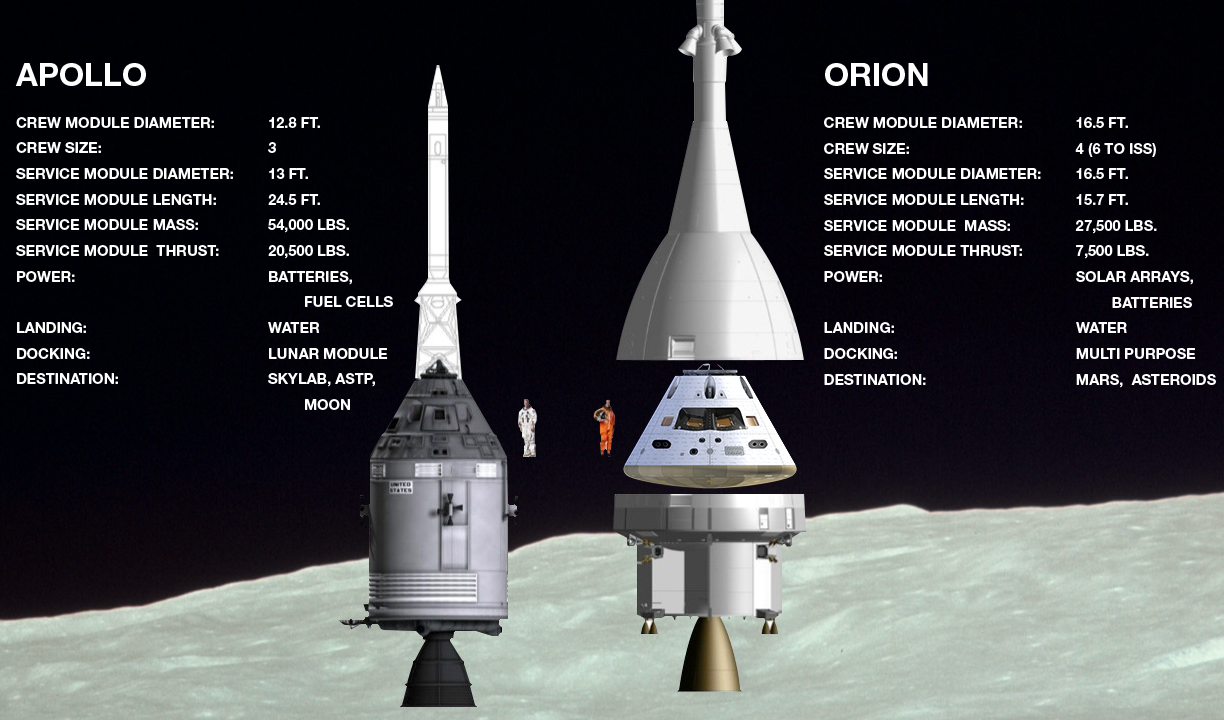 APOLLO
CREW MODULE DIAMETER: 12.8 FT.
CREW SIZE: 3
SERVICE MODULE DIAMETER: 13 FT.
SERVICE MODULE LENGTH: 24.5 FT.
SERVICE MODULE MASS: 54,000 LBS.
SERVICE MODULE THRUST: 20,500 LBS.
POWER: BATTERIES,
FUEL CELLS
LANDING: WATER
DOCKING: LUNAR MODULE
DESTINATION: SKYLAB, ASTP,
MOON
UNITED
STATES
ORION
CREW MODULE DIAMETER: 16.5 FT.
CREW SIZE: 4 (6 TO ISS)
SERVICE MODULE DIAMETER: 16.5 FT.
SERVICE MODULE LENGTH: 15.7 FT.
SERVICE MODULE MASS: 27,500 LBS.
SERVICE MODULE THRUST: 7,500 LBS.
POWER: SOLAR ARRAYS,
BATTERIES
LANDING: WATER
DOCKING: MULTI PURPOSE
DESTINATION: MARS, ASTEROIDS